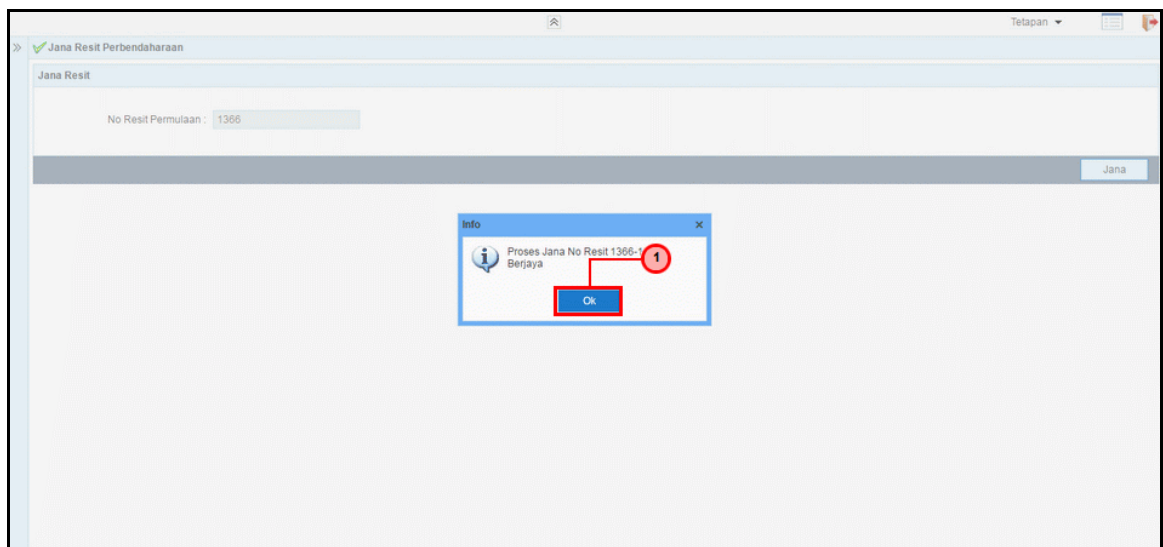 Tetapan
Jana Resit Perbendaharaan
Jana Resit
No Resit Permulaan : 1366
Jana
Info
Proses Jana No Resit 1366-1
Berjaya
1
Ok